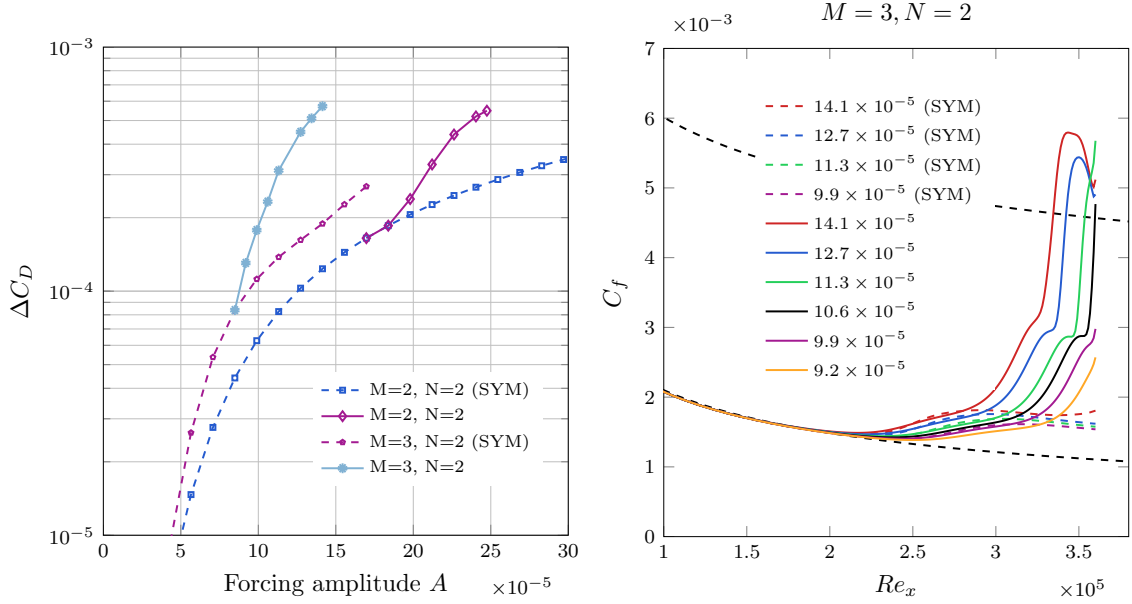 10⁻³
10⁻⁴
10⁻⁵
ΔC_D
0 5 10 15 20 25 30
Forcing amplitude A
×10⁻⁵
M=2, N=2 (SYM)
M=2, N=2
M=3, N=2 (SYM)
M=3, N=2
M = 3, N = 2
×10⁻³
7
6
5
4
3
2
1
0
C_f
1 1.5 2 2.5 3 3.5
Re_x
×10⁵
14.1 × 10⁻⁵ (SYM)
12.7 × 10⁻⁵ (SYM)
11.3 × 10⁻⁵ (SYM)
9.9 × 10⁻⁵ (SYM)
14.1 × 10⁻⁵
12.7 × 10⁻⁵
11.3 × 10⁻⁵
10.6 × 10⁻⁵
9.9 × 10⁻⁵
9.2 × 10⁻⁵